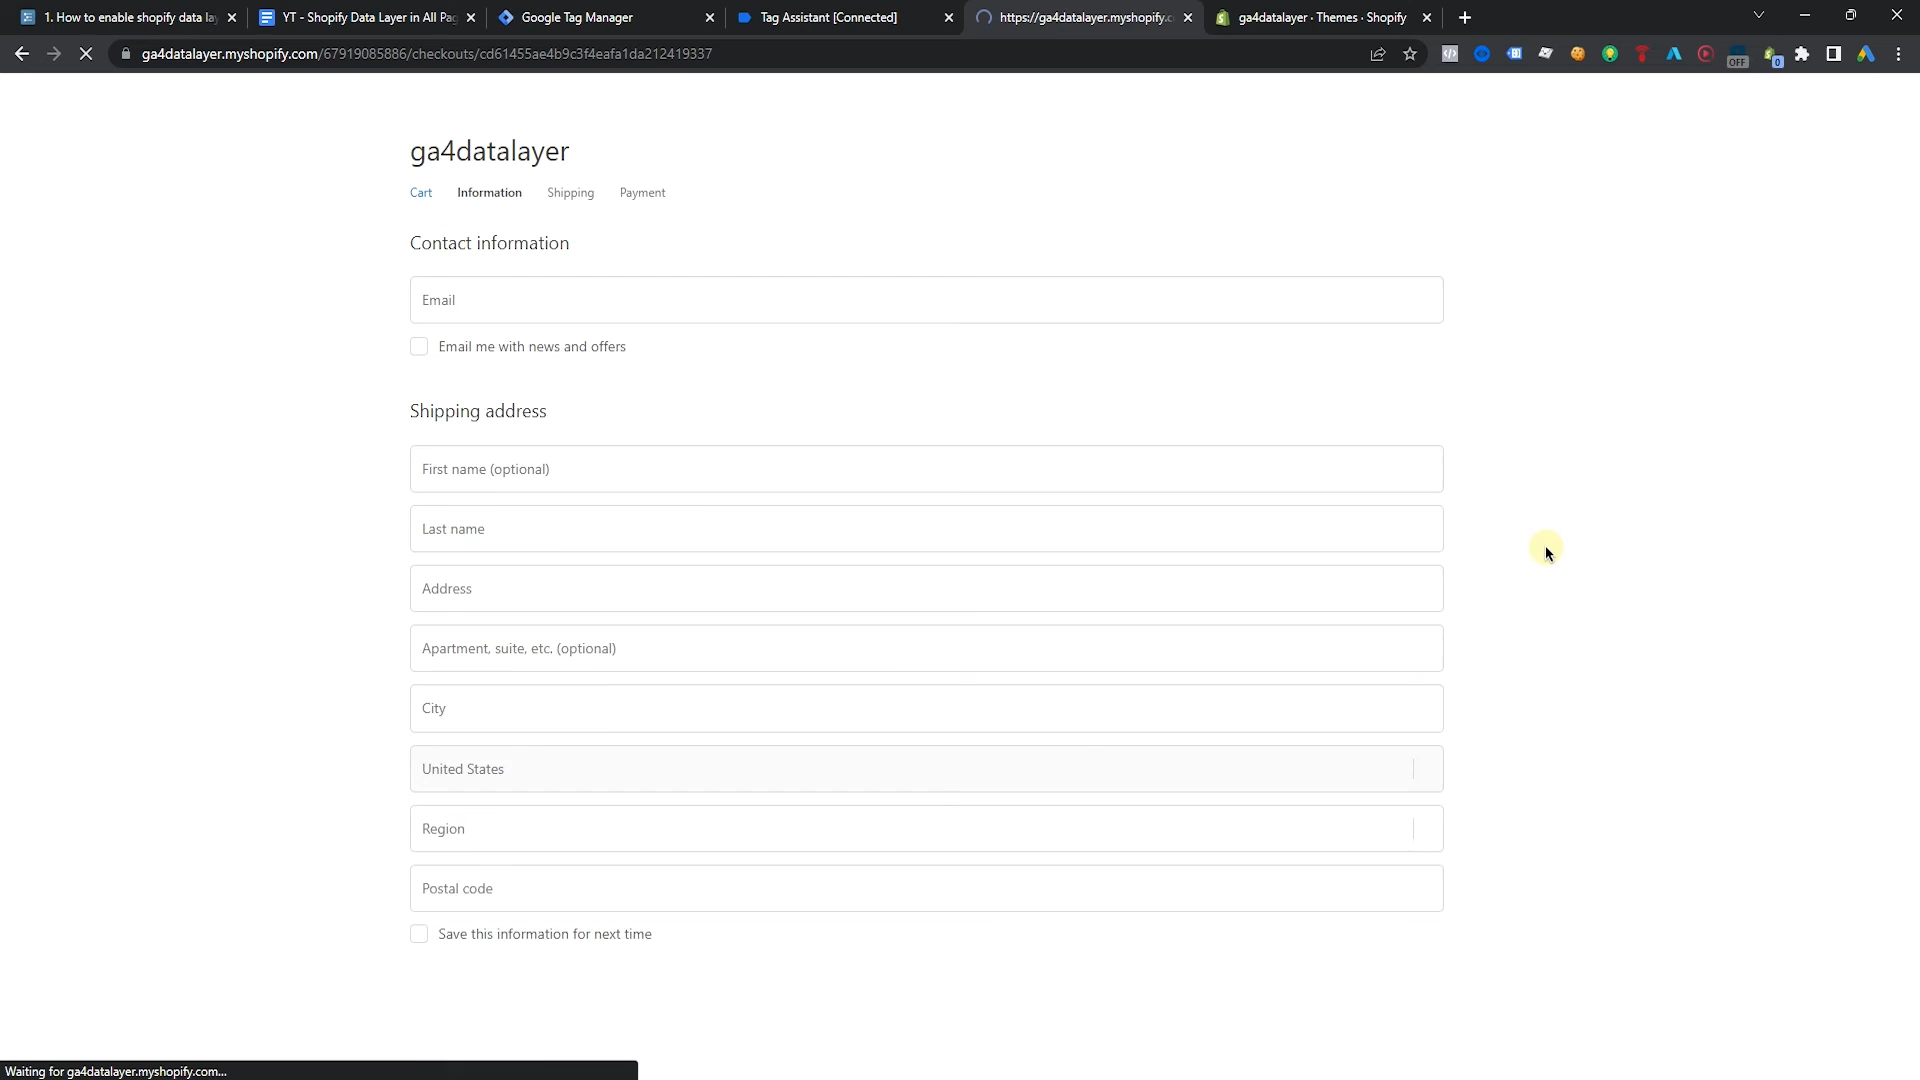 1. How to enable shopify data la
YT - Shopify Data Layer in All Pag
Google Tag Manager
Tag Assistant [Connected]
https://ga4datalayer.myshopify.c
ga4datalayer · Themes · Shopify
ga4datalayer.myshopify.com/67919085886/checkouts/cd61455ae4b9c3f4eafa1da212419337
OFF
0
ga4datalayer
Cart Information Shipping Payment
Contact information
Email
Email me with news and offers
Shipping address
First name (optional)
Last name
Address
Apartment, suite, etc. (optional)
City
United States
Region
Postal code
Save this information for next time
Waiting for ga4datalayer.myshopify.com...